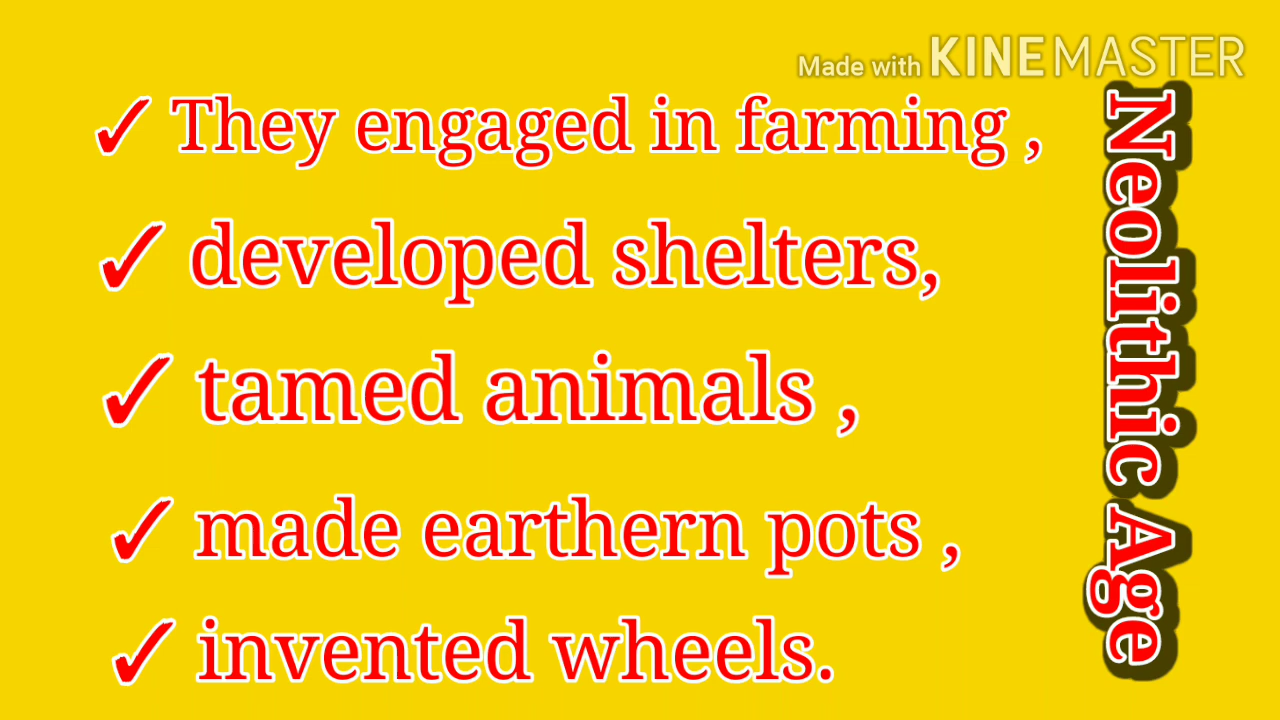 Made with KINEMASTER
✓ They engaged in farming ,
✓ developed shelters,
✓ tamed animals ,
✓ made earthern pots ,
✓ invented wheels.
Neolithic Age